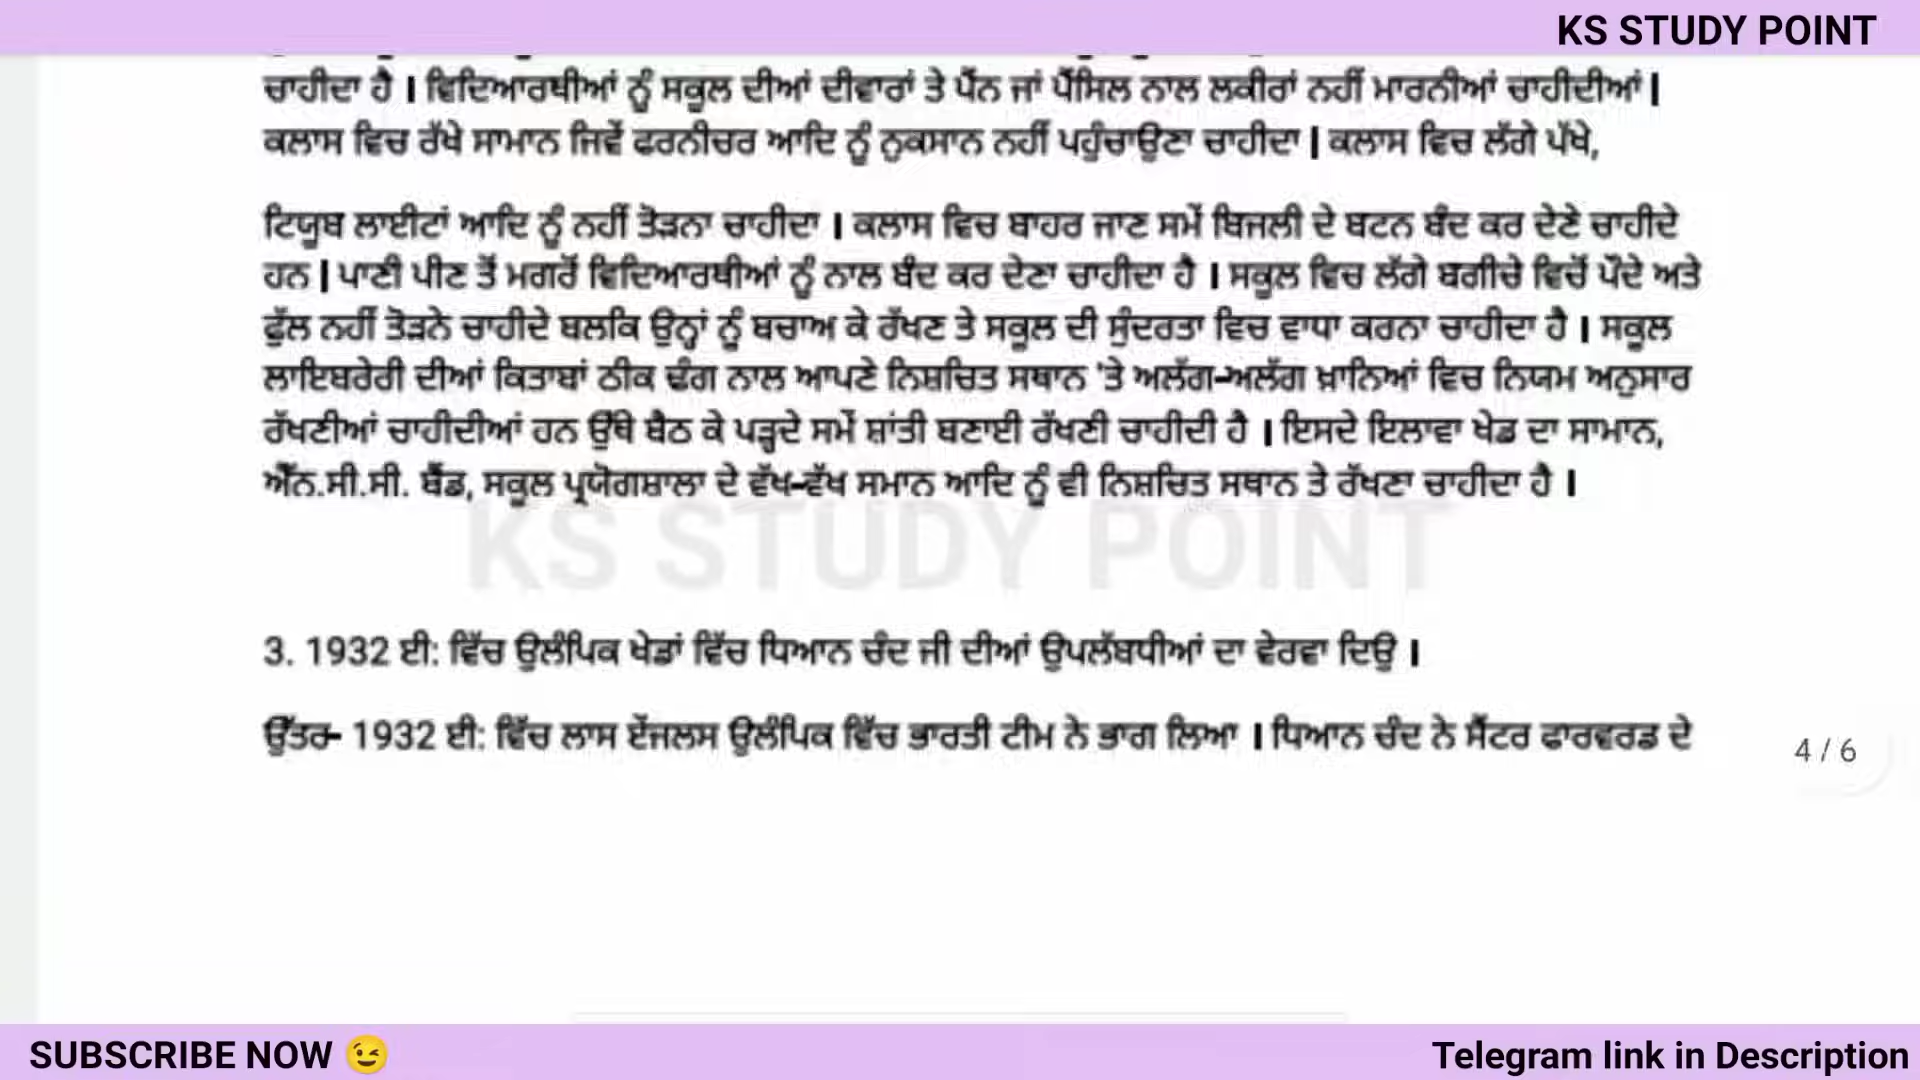 KS STUDY POINT
ਚਾਹੀਦਾ ਹੈ । ਵਿਦਿਆਰਥੀਆਂ ਨੂੰ ਸਕੂਲ ਦੀਆਂ ਦੀਵਾਰਾਂ ਤੇ ਪੈੱਨ ਜਾਂ ਪੈਂਸਿਲ ਨਾਲ ਲਕੀਰਾਂ ਨਹੀਂ ਮਾਰਨੀਆਂ ਚਾਹੀਦੀਆਂ |
ਕਲਾਸ ਵਿਚ ਰੱਖੇ ਸਾਮਾਨ ਜਿਵੇਂ ਫਰਨੀਚਰ ਆਦਿ ਨੂੰ ਨੁਕਸਾਨ ਨਹੀਂ ਪਹੁੰਚਾਉਣਾ ਚਾਹੀਦਾ | ਕਲਾਸ ਵਿਚ ਲੱਗੇ ਪੱਖੇ,
ਟਿਯੂਬ ਲਾਈਟਾਂ ਆਦਿ ਨੂੰ ਨਹੀਂ ਤੋੜਨਾ ਚਾਹੀਦਾ । ਕਲਾਸ ਵਿਚ ਬਾਹਰ ਜਾਣ ਸਮੇਂ ਬਿਜਲੀ ਦੇ ਬਟਨ ਬੰਦ ਕਰ ਦੇਣੇ ਚਾਹੀਦੇ
ਹਨ | ਪਾਣੀ ਪੀਣ ਤੋਂ ਮਗਰੋਂ ਵਿਦਿਆਰਥੀਆਂ ਨੂੰ ਨਾਲ ਬੰਦ ਕਰ ਦੇਣਾ ਚਾਹੀਦਾ ਹੈ । ਸਕੂਲ ਵਿਚ ਲੱਗੇ ਬਗੀਚੇ ਵਿਚੋਂ ਪੌਦੇ ਅਤੇ
ਫੁੱਲ ਨਹੀਂ ਤੋੜਨੇ ਚਾਹੀਦੇ ਬਲਕਿ ਉਨ੍ਹਾਂ ਨੂੰ ਬਚਾਅ ਕੇ ਰੱਖਣ ਤੇ ਸਕੂਲ ਦੀ ਸੁੰਦਰਤਾ ਵਿਚ ਵਾਧਾ ਕਰਨਾ ਚਾਹੀਦਾ ਹੈ । ਸਕੂਲ
ਲਾਇਬਰੇਰੀ ਦੀਆਂ ਕਿਤਾਬਾਂ ਠੀਕ ਢੰਗ ਨਾਲ ਆਪਣੇ ਨਿਸ਼ਚਿਤ ਸਥਾਨ 'ਤੇ ਅਲੱਗ-ਅਲੱਗ ਖ਼ਾਨਿਆਂ ਵਿਚ ਨਿਯਮ ਅਨੁਸਾਰ
ਰੱਖਣੀਆਂ ਚਾਹੀਦੀਆਂ ਹਨ ਉੱਥੇ ਬੈਠ ਕੇ ਪੜ੍ਹਦੇ ਸਮੇਂ ਸ਼ਾਂਤੀ ਬਣਾਈ ਰੱਖਣੀ ਚਾਹੀਦੀ ਹੈ । ਇਸਦੇ ਇਲਾਵਾ ਖੇਡ ਦਾ ਸਾਮਾਨ,
ਐੱਨ.ਸੀ.ਸੀ. ਬੈਂਡ, ਸਕੂਲ ਪ੍ਰਯੋਗਸ਼ਾਲਾ ਦੇ ਵੱਖ-ਵੱਖ ਸਮਾਨ ਆਦਿ ਨੂੰ ਵੀ ਨਿਸ਼ਚਿਤ ਸਥਾਨ ਤੇ ਰੱਖਣਾ ਚਾਹੀਦਾ ਹੈ ।
KS STUDY POINT
3. 1932 ਈ: ਵਿੱਚ ਉਲੰਪਿਕ ਖੇਡਾਂ ਵਿੱਚ ਧਿਆਨ ਚੰਦ ਜੀ ਦੀਆਂ ਉਪਲੱਬਧੀਆਂ ਦਾ ਵੇਰਵਾ ਦਿਉ ।
ਉੱਤਰ- 1932 ਈ: ਵਿੱਚ ਲਾਸ ਏਂਜਲਸ ਉਲੰਪਿਕ ਵਿੱਚ ਭਾਰਤੀ ਟੀਮ ਨੇ ਭਾਗ ਲਿਆ । ਧਿਆਨ ਚੰਦ ਨੇ ਸੈਂਟਰ ਫਾਰਵਰਡ ਦੇ
4 / 6
SUBSCRIBE NOW 😉
Telegram link in Description